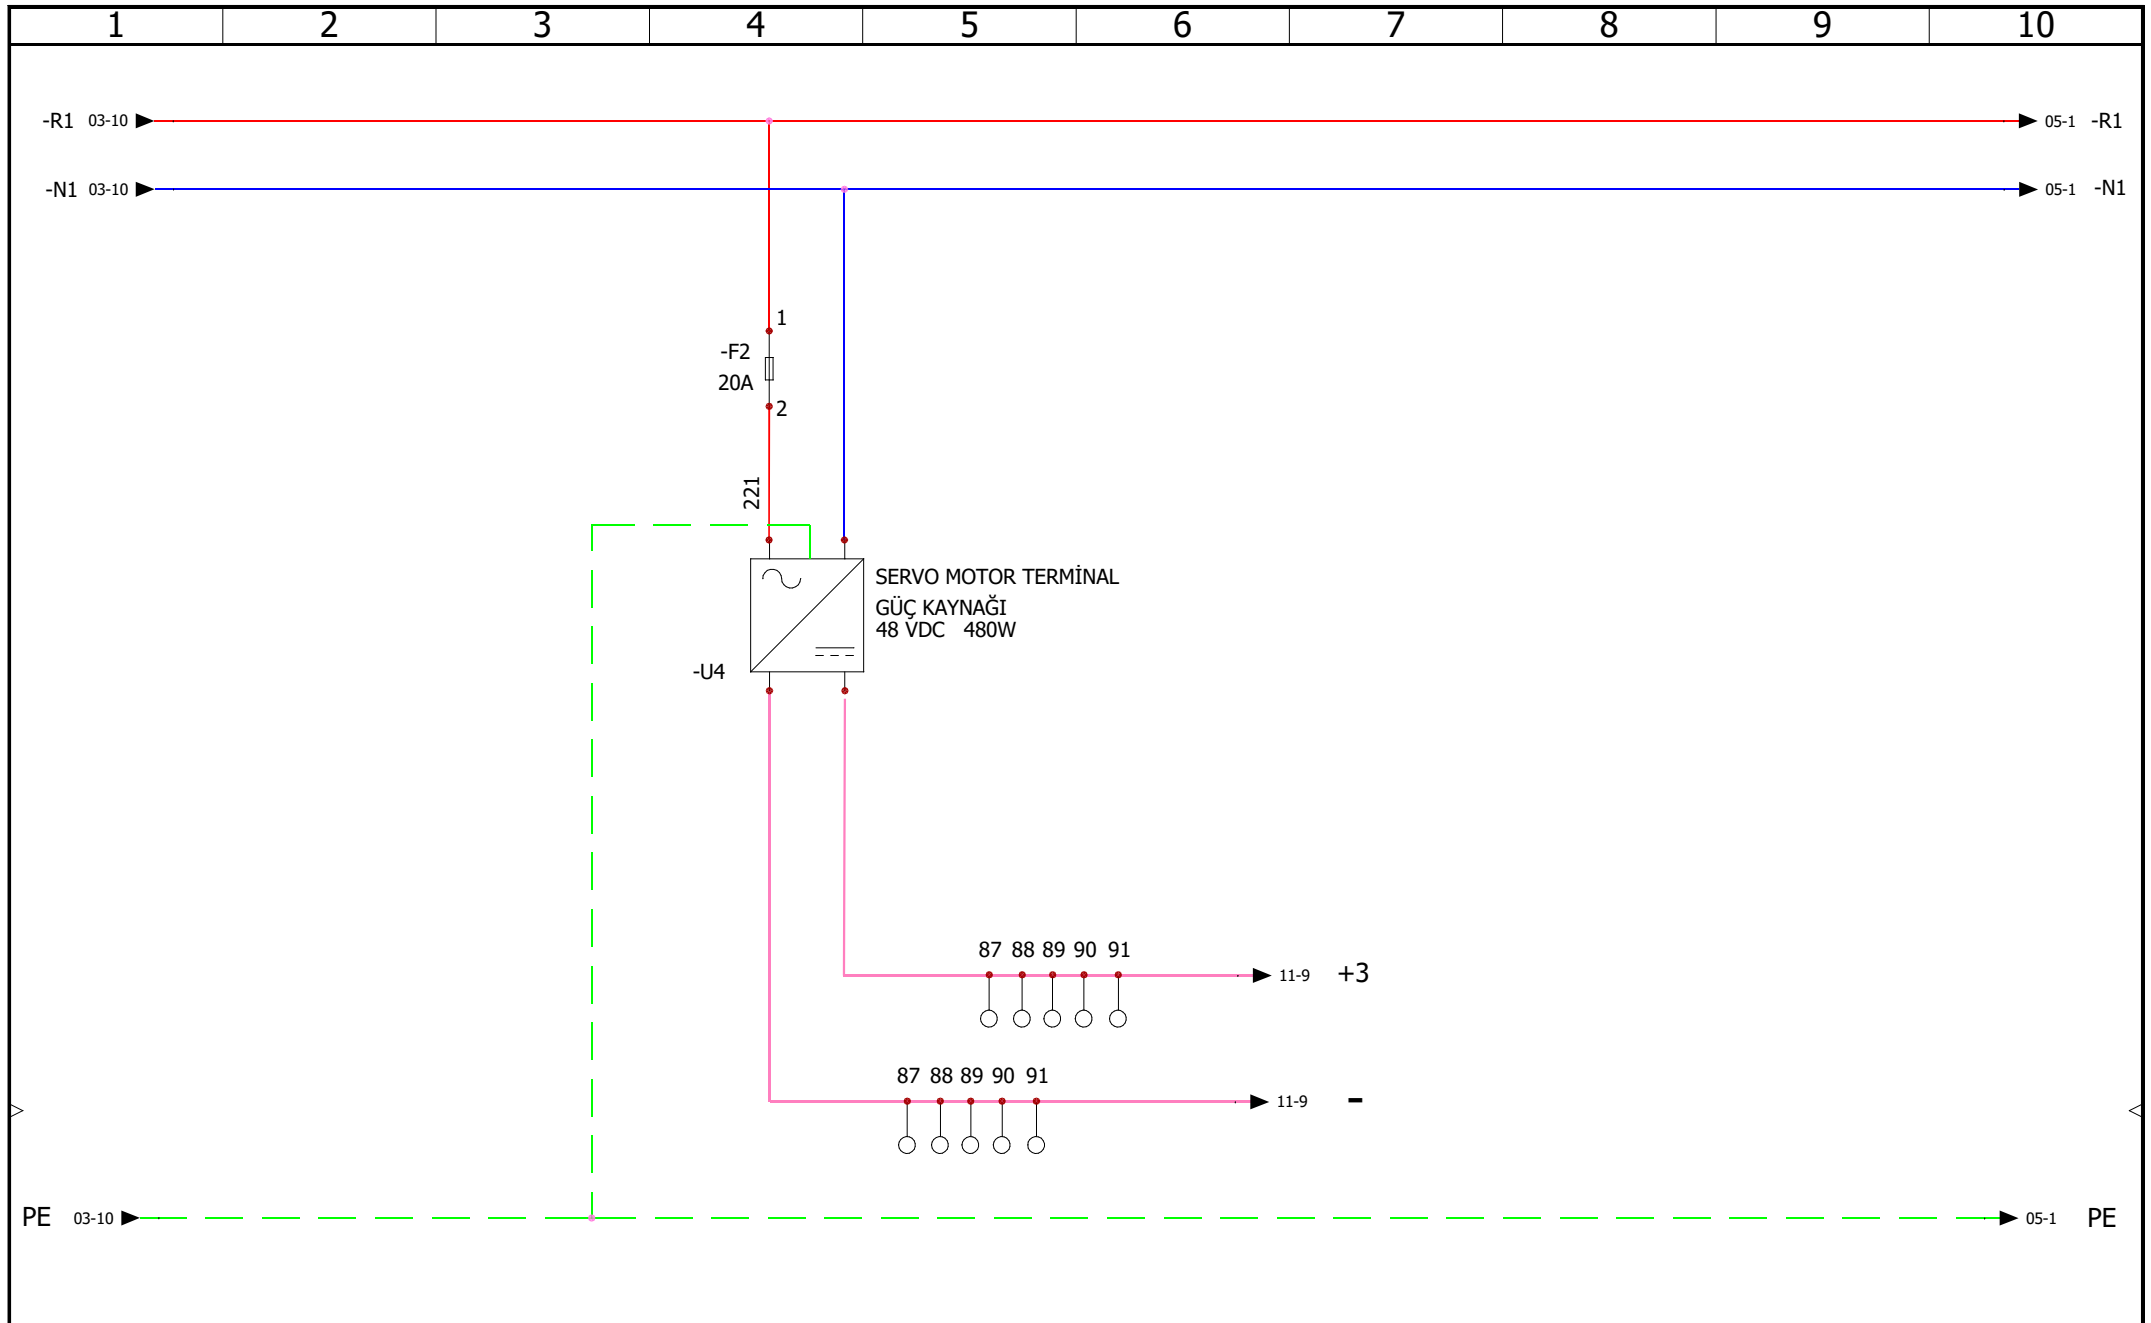 1 2 3 4 5 6 7 8 9 10
-R1 03-10
05-1 -R1
-N1 03-10
05-1 -N1
1
-F2
20A
2
221
SERVO MOTOR TERMİNAL
GÜÇ KAYNAĞI
48 VDC 480W
-U4
87 88 89 90 91
11-9 +3
87 88 89 90 91
11-9 -
PE 03-10
05-1 PE